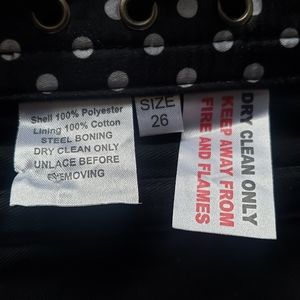 Shell 100% Polyester
Lining 100% Cotton
STEEL BONING
DRY CLEAN ONLY
UNLACE BEFORE
REMOVING
SIZE
26
DRY CLEAN ONLY
KEEP AWAY FROM
FIRE AND FLAMES